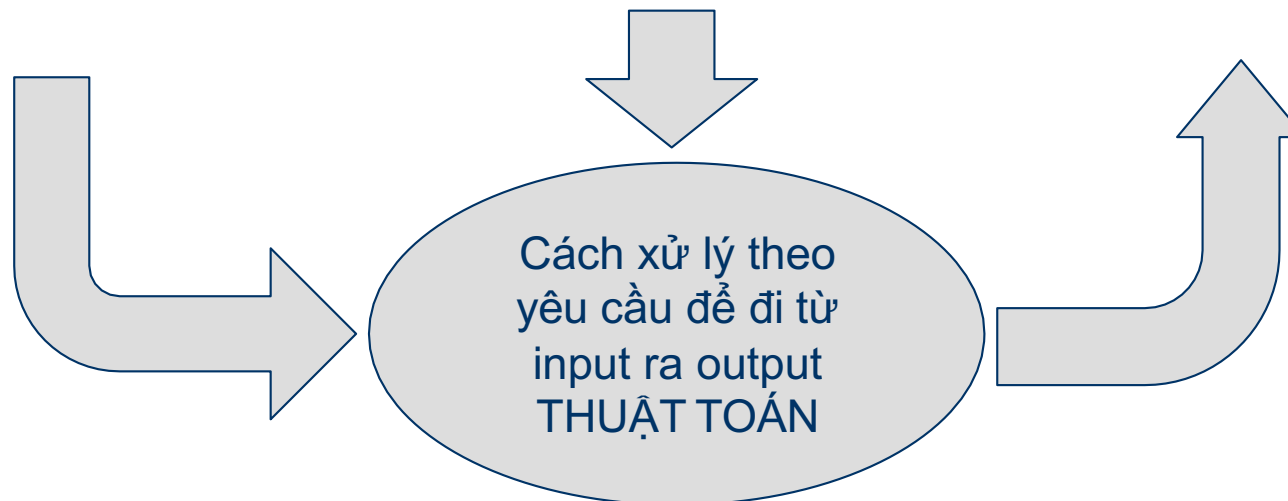 Cách xử lý theo
yêu cầu để đi từ
input ra output
THUẬT TOÁN